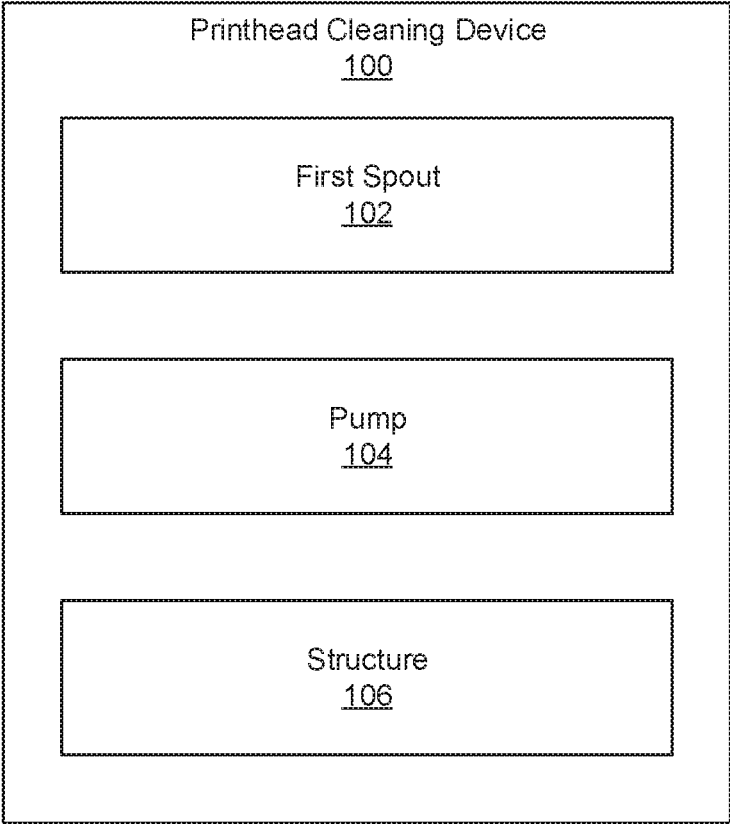 Printhead Cleaning Device
100
First Spout
102
Pump
104
Structure
106